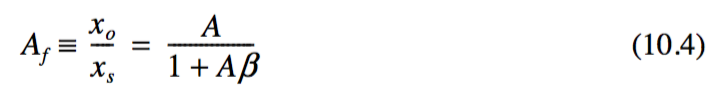 A_f ≡ x_o/x_s = A/(1 + Aβ) (10.4)